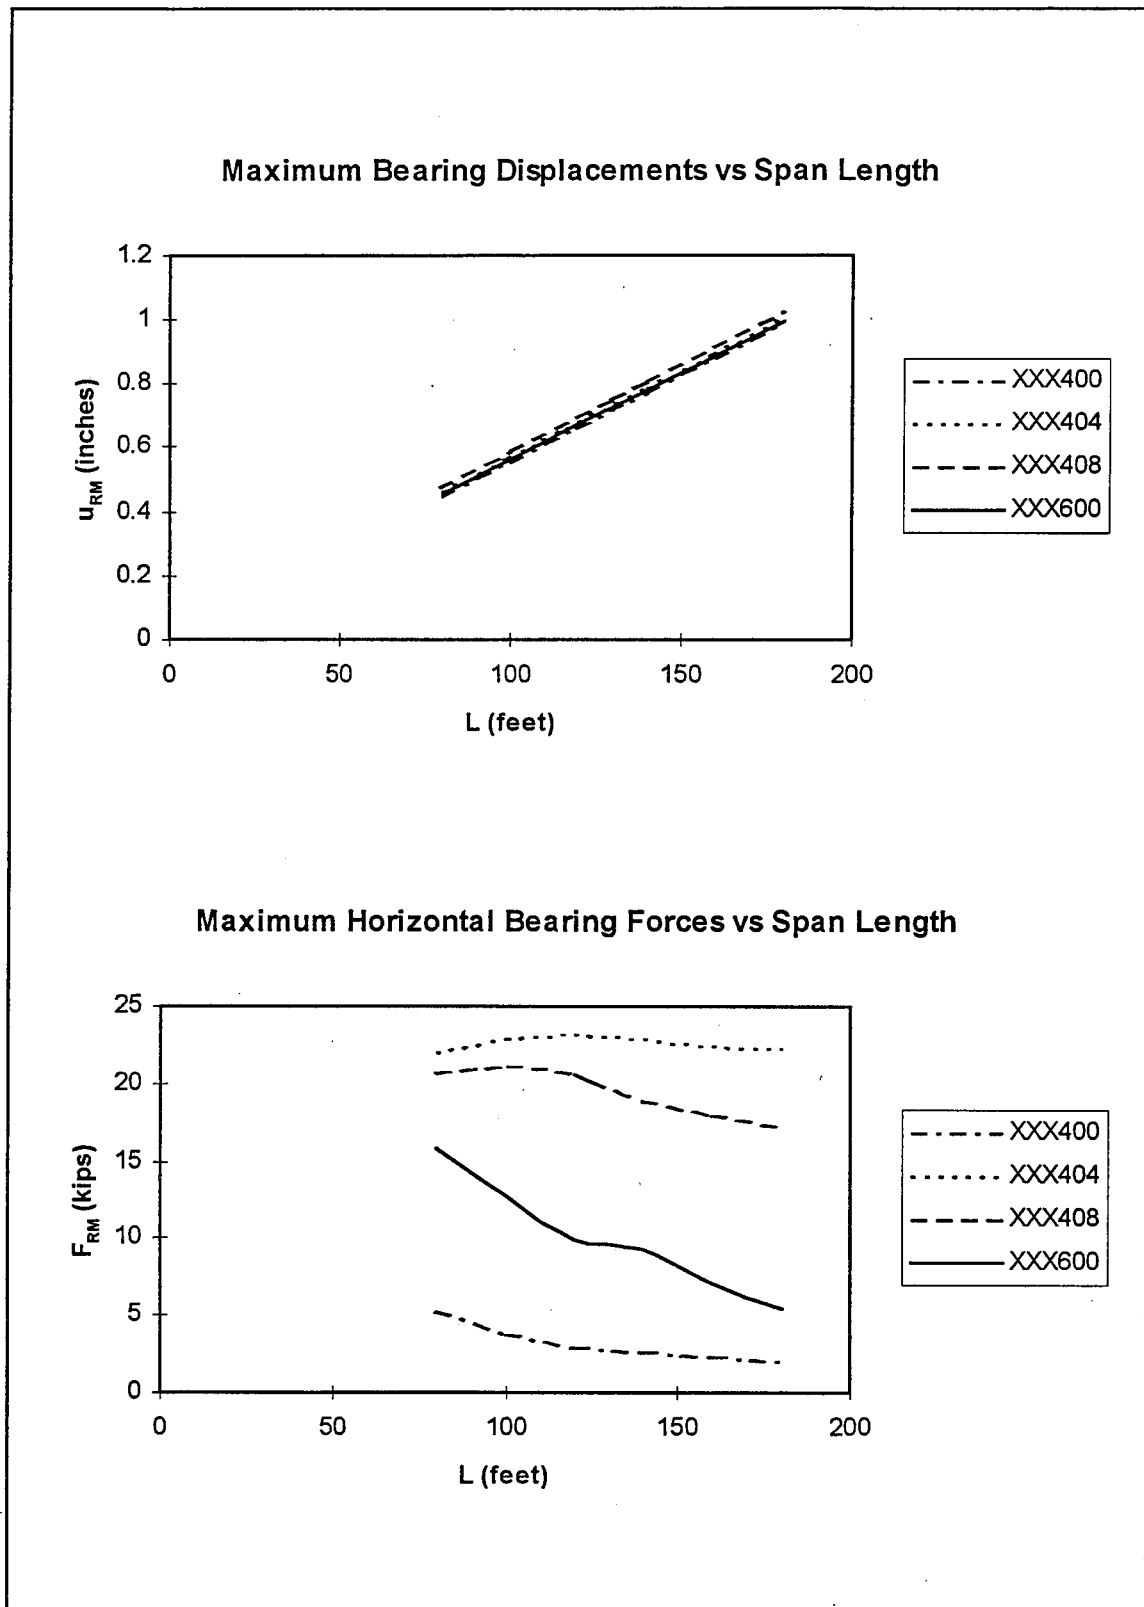 Maximum Bearing Displacements vs Span Length
1.2
1
0.8
0.6
0.4
0.2
0
u_RM (inches)
0 50 100 150 200
L (feet)
XXX400
XXX404
XXX408
XXX600
Maximum Horizontal Bearing Forces vs Span Length
25
20
15
10
5
0
F_RM (kips)
0 50 100 150 200
L (feet)
XXX400
XXX404
XXX408
XXX600